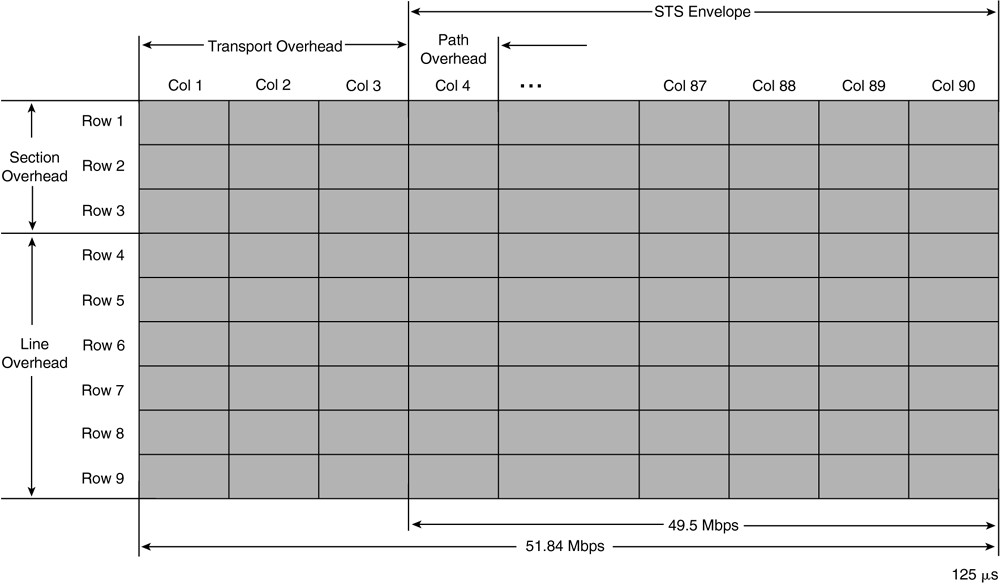 STS Envelope
Transport Overhead
Path
Overhead
Col 1 Col 2 Col 3 Col 4 ... Col 87 Col 88 Col 89 Col 90
Row 1
Section
Overhead
Row 2
Row 3
Row 4
Row 5
Line
Overhead
Row 6
Row 7
Row 8
Row 9
49.5 Mbps
51.84 Mbps
125 μs